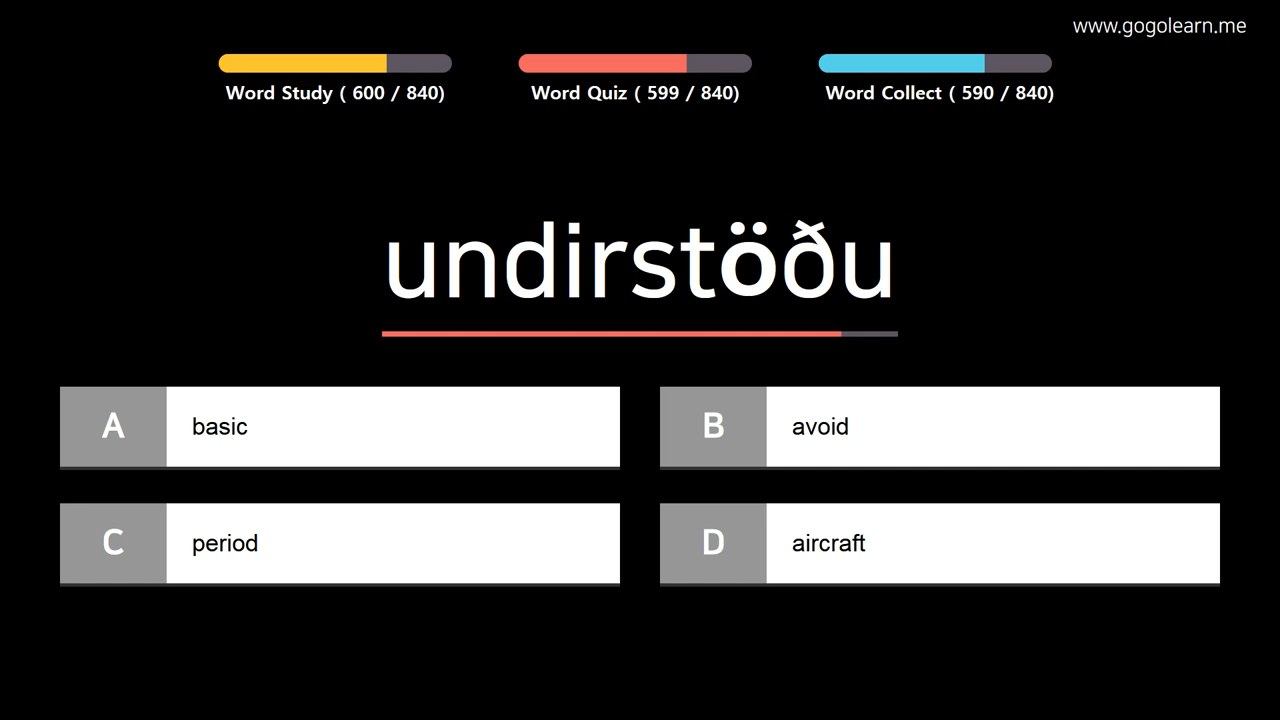 www.gogolearn.me
Word Study ( 600 / 840)
Word Quiz ( 599 / 840)
Word Collect ( 590 / 840)
undirstöðu
A basic
B avoid
C period
D aircraft